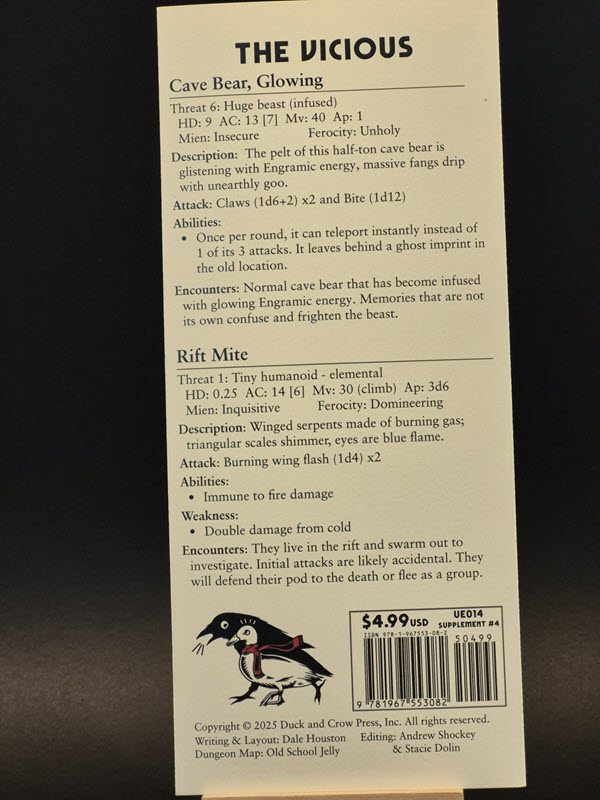 THE VICIOUS
Cave Bear, Glowing
Threat 6: Huge beast (infused)
HD: 9 AC: 13 [7] Mv: 40 Ap: 1
Mien: Insecure Ferocity: Unholy
Description: The pelt of this half-ton cave bear is
glistening with Engramic energy, massive fangs drip
with unearthly goo.
Attack: Claws (1d6+2) x2 and Bite (1d12)
Abilities:
• Once per round, it can teleport instantly instead of
1 of its 3 attacks. It leaves behind a ghost imprint in
the old location.
Encounters: Normal cave bear that has become infused
with glowing Engramic energy. Memories that are not
its own confuse and frighten the beast.
Rift Mite
Threat 1: Tiny humanoid - elemental
HD: 0.25 AC: 14 [6] Mv: 30 (climb) Ap: 3d6
Mien: Inquisitive Ferocity: Domineering
Description: Winged serpents made of burning gas;
triangular scales shimmer, eyes are blue flame.
Attack: Burning wing flash (1d4) x2
Abilities:
• Immune to fire damage
Weakness:
• Double damage from cold
Encounters: They live in the rift and swarm out to
investigate. Initial attacks are likely accidental. They
will defend their pod to the death or flee as a group.
$4.99 USD UE014
SUPPLEMENT #4
ISBN 978-1-967553-08-2
50499
9 781967 553082
Copyright © 2025 Duck and Crow Press, Inc. All rights reserved.
Writing & Layout: Dale Houston Editing: Andrew Shockey
Dungeon Map: Old School Jelly & Stacie Dolin